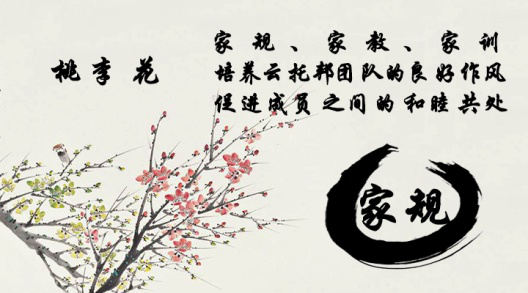 桃李花
家规、家教、家训
培养云托邦团队的良好作风
促进成员之间的和睦共处
家规